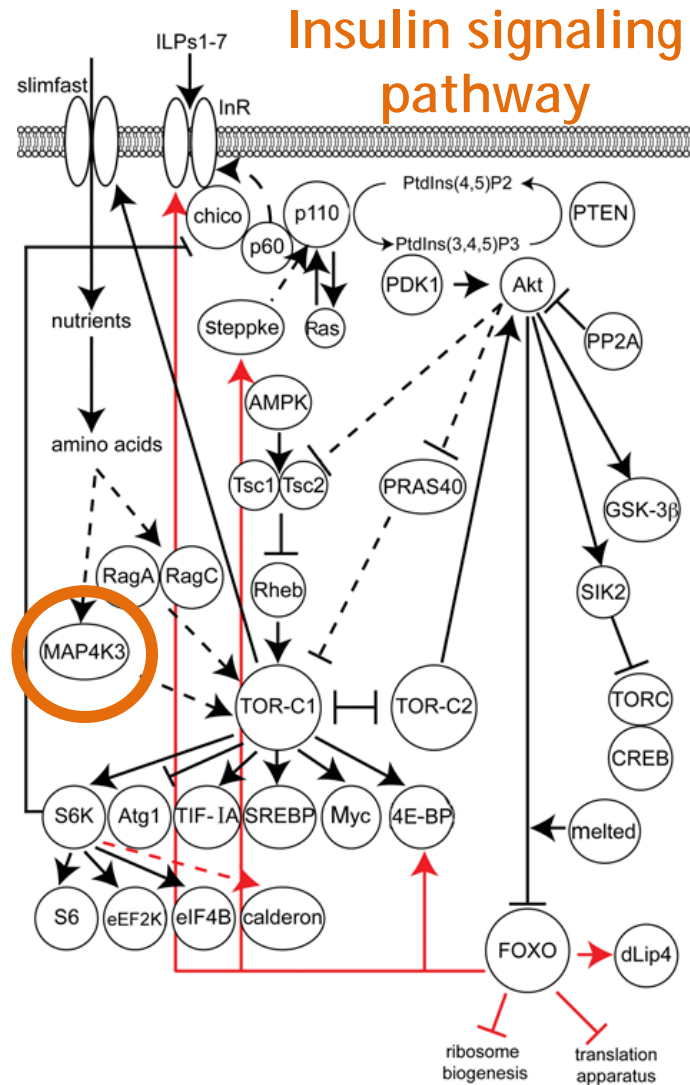 Insulin signaling
pathway
ILPs1-7
slimfast
InR
chico
p60
p110
PtdIns(4,5)P2
PtdIns(3,4,5)P3
PTEN
PDK1
Akt
nutrients
steppke
Ras
PP2A
AMPK
amino acids
Tsc1
Tsc2
PRAS40
GSK-3β
RagA
RagC
Rheb
SIK2
MAP4K3
TOR-C1
TOR-C2
TORC
CREB
S6K
Atg1
TIF-IA
SREBP
Myc
4E-BP
melted
S6
eEF2K
eIF4B
calderon
FOXO
dLip4
ribosome
biogenesis
translation
apparatus